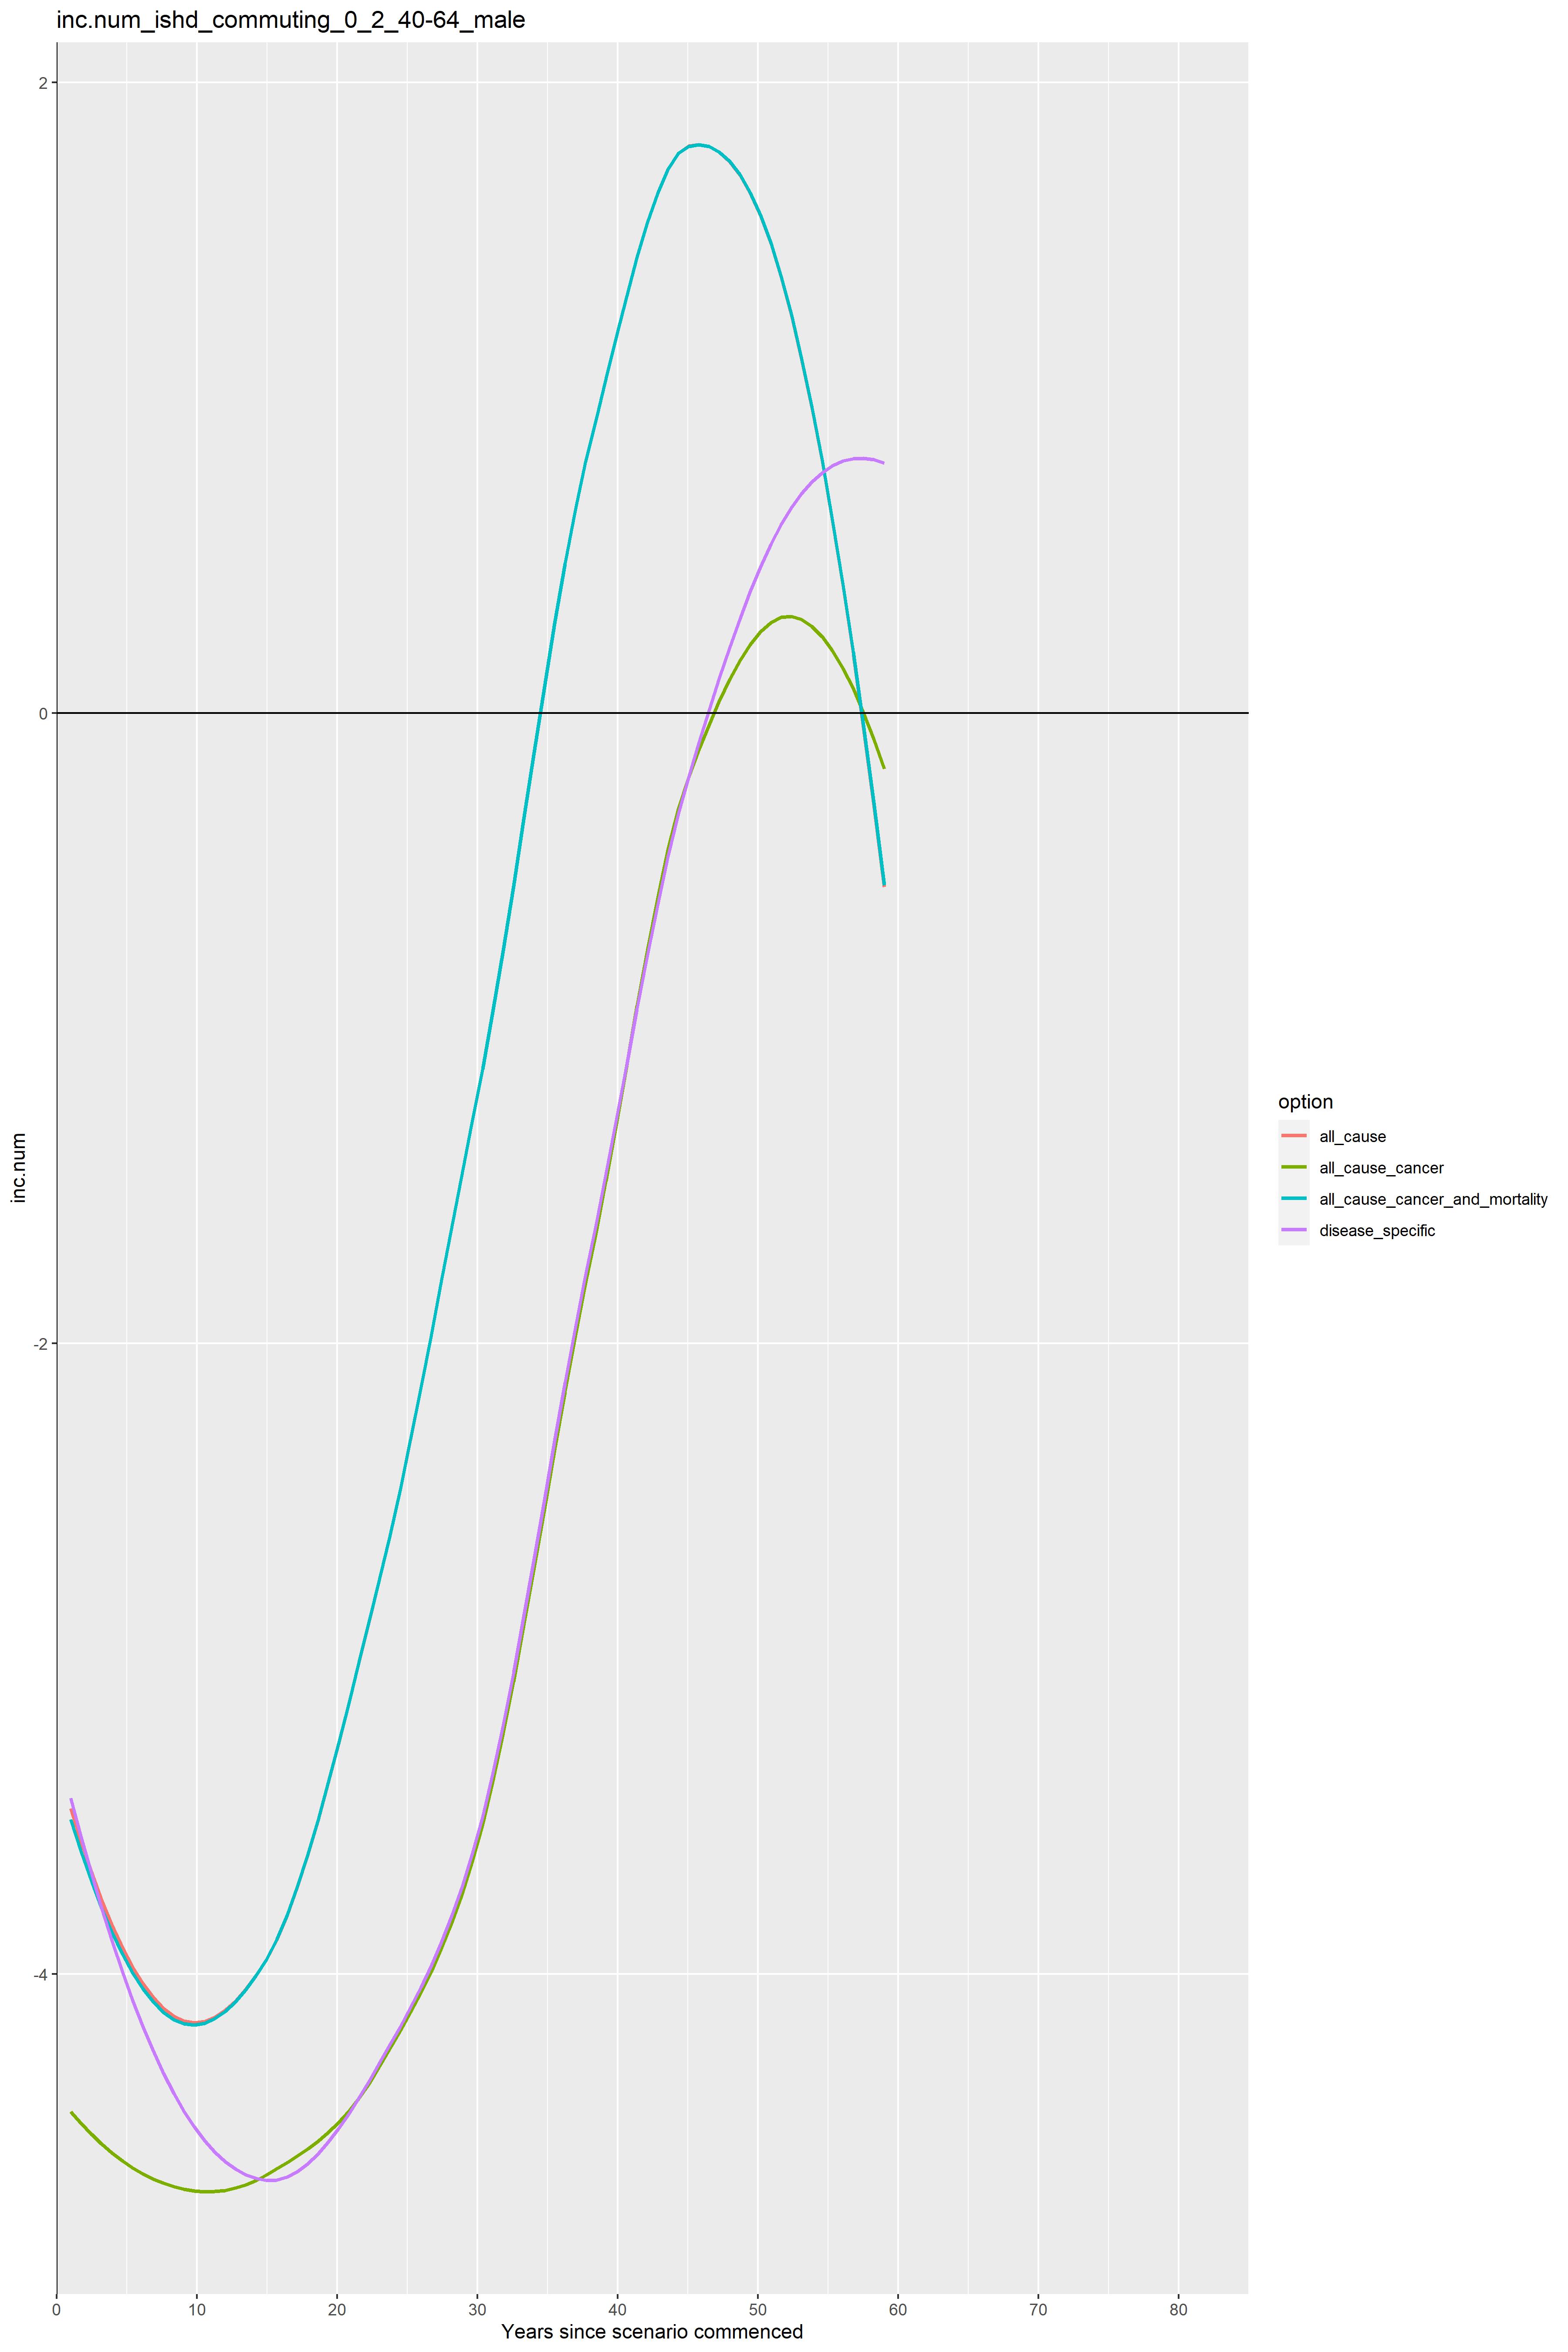 inc.num_ishd_commuting_0_2_40-64_male
2
0
-2
-4
inc.num
0 10 20 30 40 50 60 70 80
Years since scenario commenced
option
all_cause
all_cause_cancer
all_cause_cancer_and_mortality
disease_specific